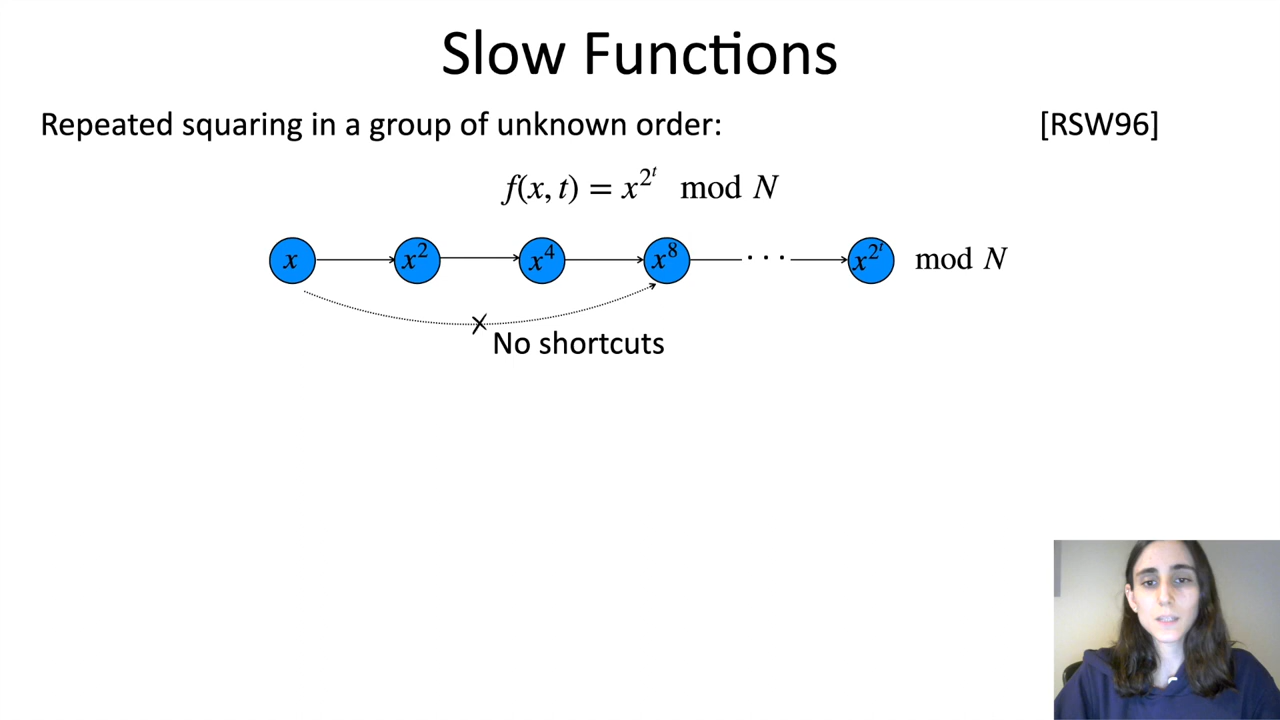 Slow Functions
Repeated squaring in a group of unknown order: [RSW96]
f(x, t) = x^{2^t} mod N
x x^2 x^4 x^8 ··· x^{2^t} mod N
No shortcuts